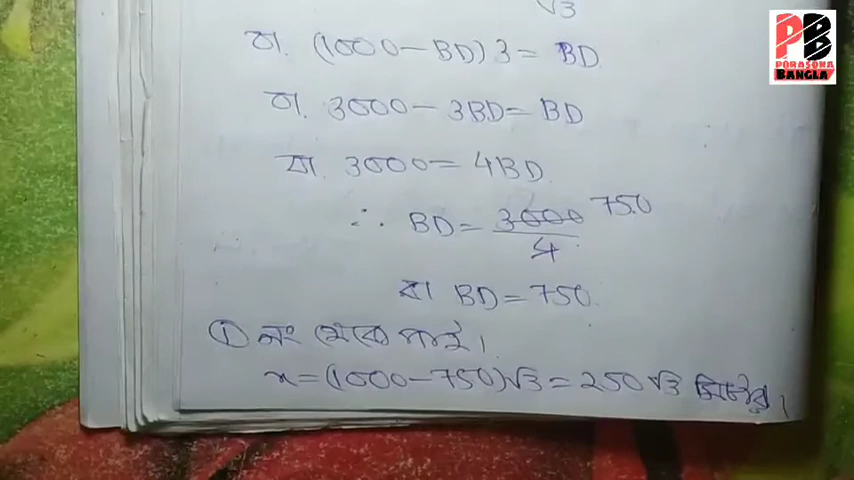 √3
PB
PORASONA
BANGLA
বা. (1000 - BD) 3 = BD
বা. 3000 - 3BD = BD
বা. 3000 = 4BD
∴ BD = 3000/4 750
বা BD = 750.
① নং থেকে পাই।
x = (1000 - 750)√3 = 250√3 মিটার।